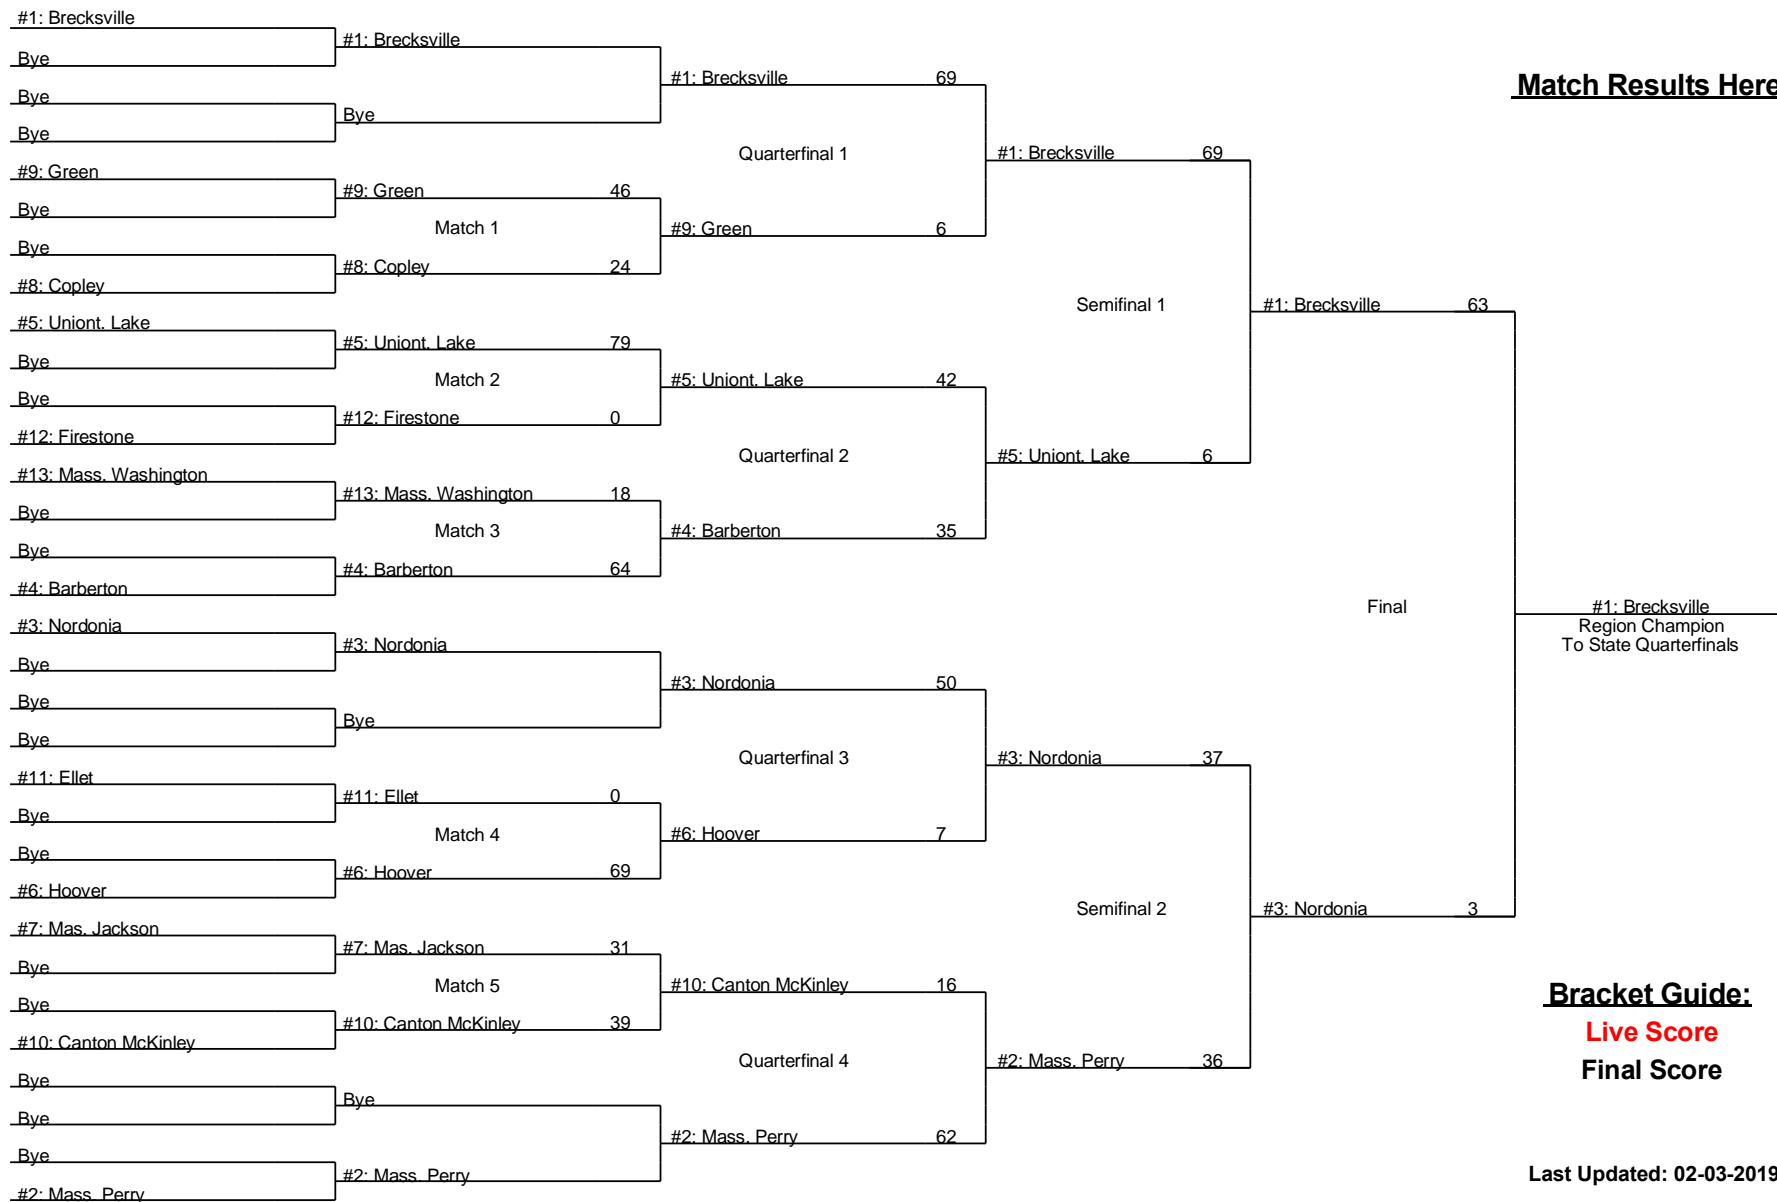 #1: Brecksville
Bye
Bye
Bye
#9: Green
Bye
Bye
#8: Copley
#5: Uniont. Lake
Bye
Bye
#12: Firestone
#13: Mass. Washington
Bye
Bye
#4: Barberton
#3: Nordonia
Bye
Bye
Bye
#11: Ellet
Bye
Bye
#6: Hoover
#7: Mas. Jackson
Bye
Bye
#10: Canton McKinley
Bye
Bye
Bye
#2: Mass. Perry
#1: Brecksville
Bye
#9: Green 46
Match 1
#8: Copley 24
#5: Uniont. Lake 79
Match 2
#12: Firestone 0
#13: Mass. Washington 18
Match 3
#4: Barberton 64
#3: Nordonia
Bye
#11: Ellet 0
Match 4
#6: Hoover 69
#7: Mas. Jackson 31
Match 5
#10: Canton McKinley 39
Bye
#2: Mass. Perry
#1: Brecksville 69
Quarterfinal 1
#9: Green 6
#5: Uniont. Lake 42
Quarterfinal 2
#4: Barberton 35
#3: Nordonia 50
Quarterfinal 3
#6: Hoover 7
#10: Canton McKinley 16
Quarterfinal 4
#2: Mass. Perry 62
#1: Brecksville 69
Semifinal 1
#5: Uniont. Lake 6
#3: Nordonia 37
Semifinal 2
#2: Mass. Perry 36
#1: Brecksville 63
Final
#3: Nordonia 3
Match Results Here
#1: Brecksville
Region Champion
To State Quarterfinals
Bracket Guide:
Live Score
Final Score
Last Updated: 02-03-2019